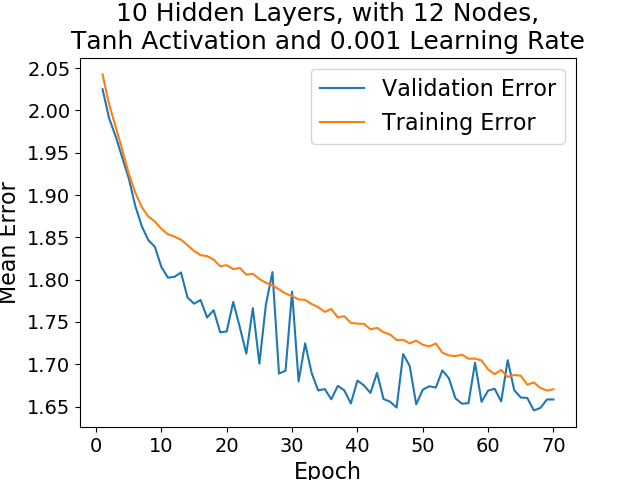 10 Hidden Layers, with 12 Nodes,
Tanh Activation and 0.001 Learning Rate
Validation Error
Training Error
Mean Error
2.05
2.00
1.95
1.90
1.85
1.80
1.75
1.70
1.65
0 10 20 30 40 50 60 70
Epoch